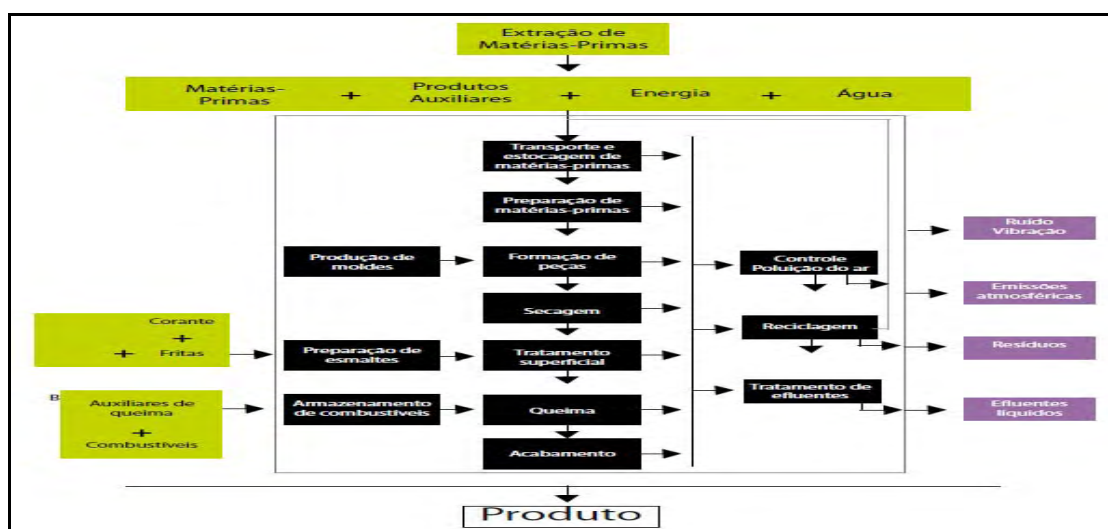 Extração de
Matérias-Primas
Matérias-
Primas
+
Produtos
Auxiliares
+
Energia
+
Água
Transporte e
estocagem de
matérias-primas
Preparação de
matérias-primas
Produção de
moldes
Formação de
peças
Controle
Poluição do ar
Ruído
Vibração
Secagem
Emissões
atmosféricas
Corante
+
+
Fritas
Preparação de
esmaltes
Tratamento
superficial
Reciclagem
Resíduos
B
Auxiliares de
queima
+
Combustíveis
Armazenamento
de combustíveis
Queima
Tratamento de
efluentes
Efluentes
líquidos
Acabamento
Produto